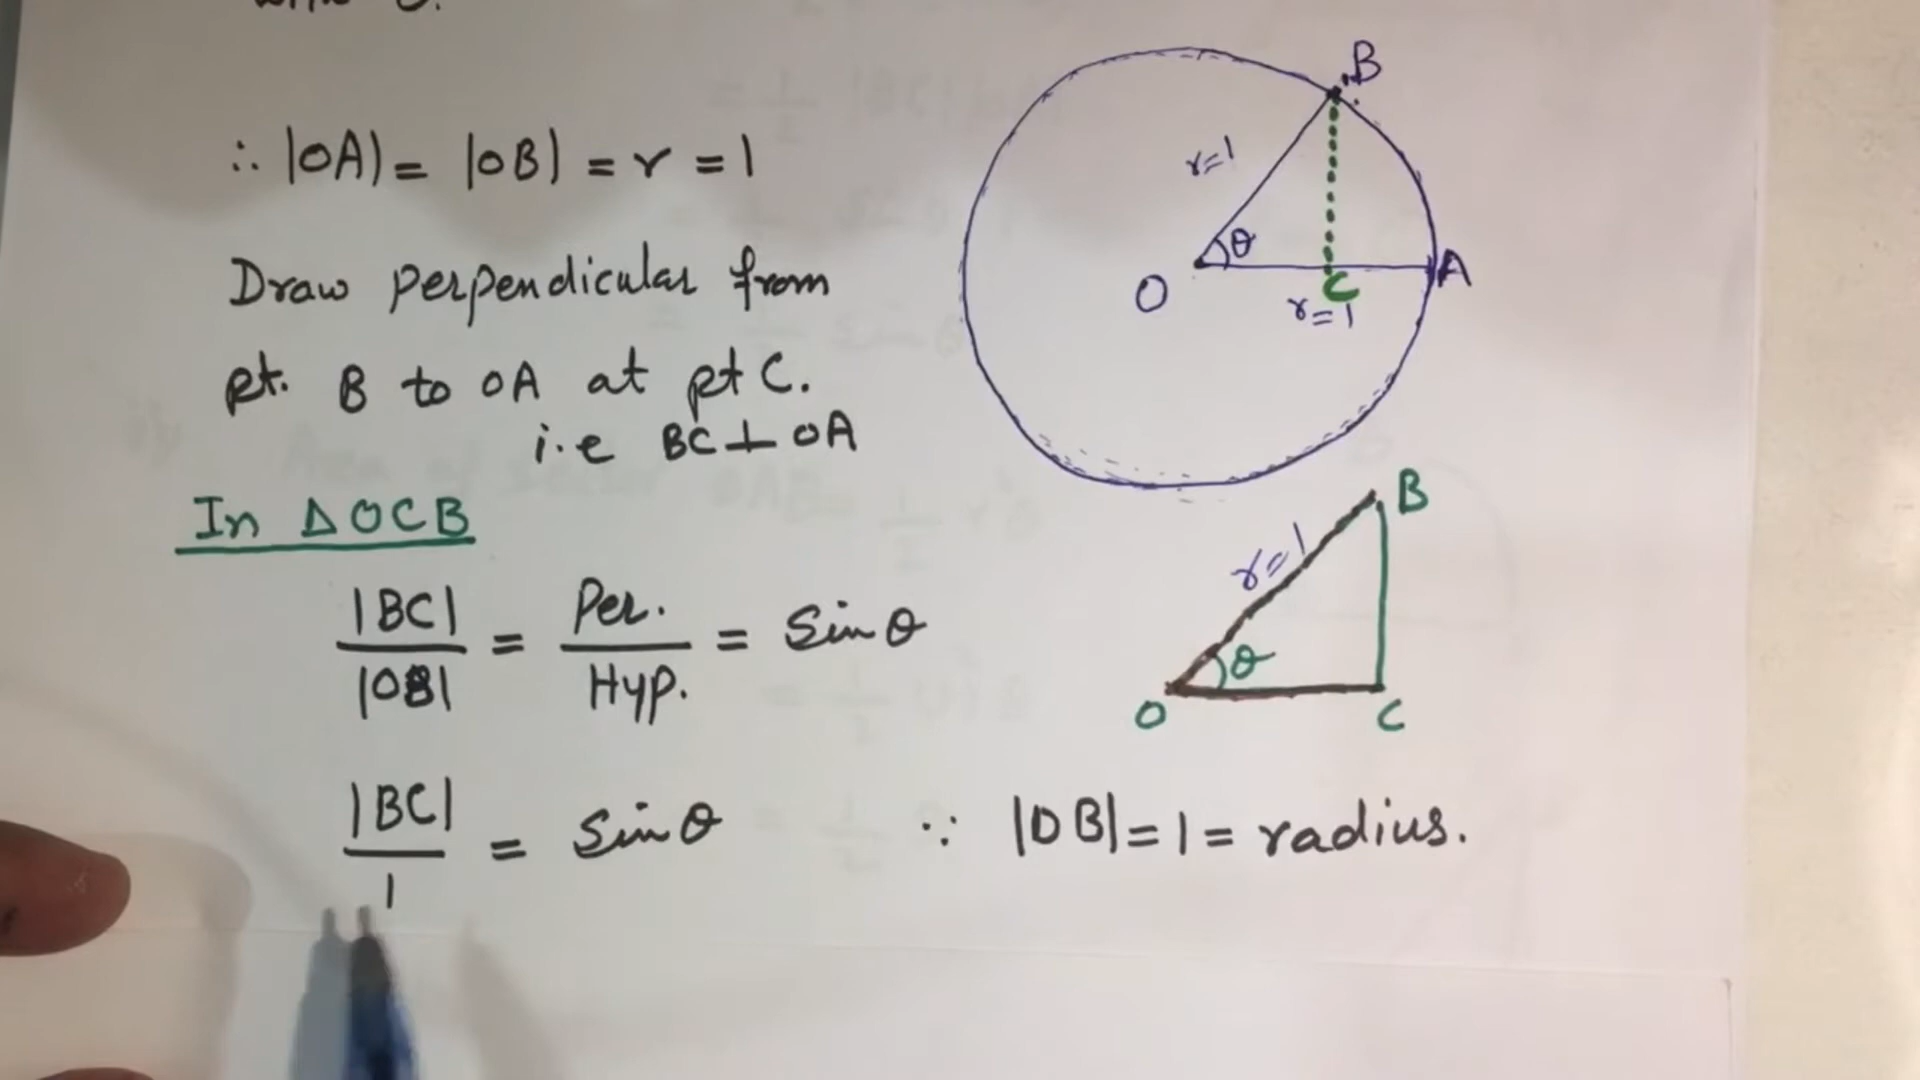 ∴ |OA| = |OB| = r = 1
Draw perpendicular from
pt. B to OA at pt C.
i.e BC ⊥ OA
In ΔOCB
|BC| / |OB| = Per. / Hyp. = Sin θ
|BC| / 1 = Sin θ ∵ |OB| = 1 = radius.
B
r=1
θ
O
C
A
r=1
B
r=1
θ
O
C